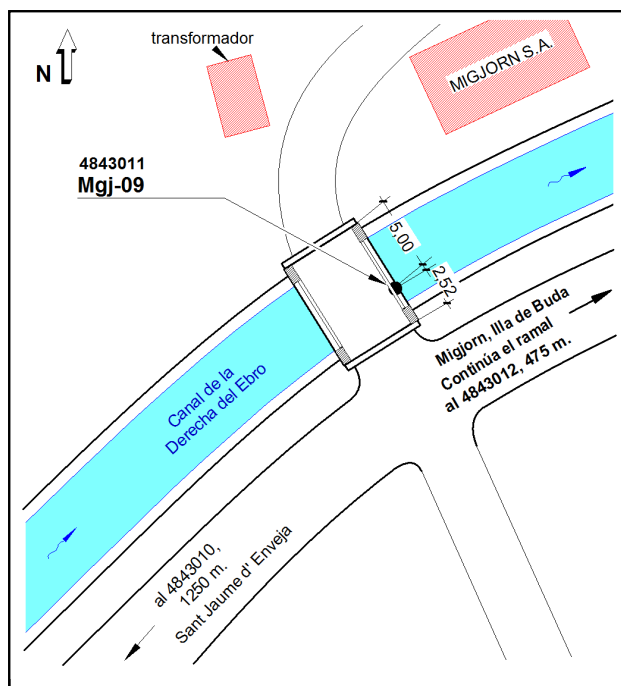 transformador
MIGJORN S.A.
N
4843011
Mgj-09
5,00
2,52
Migjorn, Illa de Buda
Continúa el ramal
al 4843012, 475 m.
Canal de la
Derecha del Ebro
al 4843010,
1250 m.
Sant Jaume d' Enveja